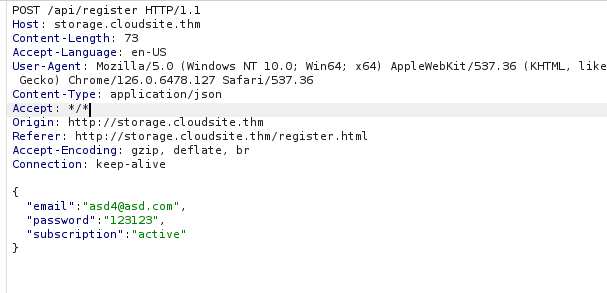 POST /api/register HTTP/1.1
Host: storage.cloudsite.thm
Content-Length: 73
Accept-Language: en-US
User-Agent: Mozilla/5.0 (Windows NT 10.0; Win64; x64) AppleWebKit/537.36 (KHTML, like
Gecko) Chrome/126.0.6478.127 Safari/537.36
Content-Type: application/json
Accept: */*
Origin: http://storage.cloudsite.thm
Referer: http://storage.cloudsite.thm/register.html
Accept-Encoding: gzip, deflate, br
Connection: keep-alive

{
  "email":"asd4@asd.com",
  "password":"123123",
  "subscription":"active"
}